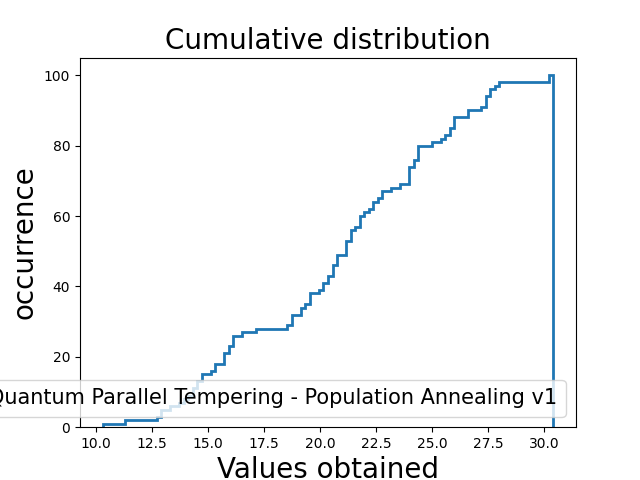 Cumulative distribution
occurrence
100
80
60
40
20
0
Quantum Parallel Tempering - Population Annealing v1
10.0 12.5 15.0 17.5 20.0 22.5 25.0 27.5 30.0
Values obtained